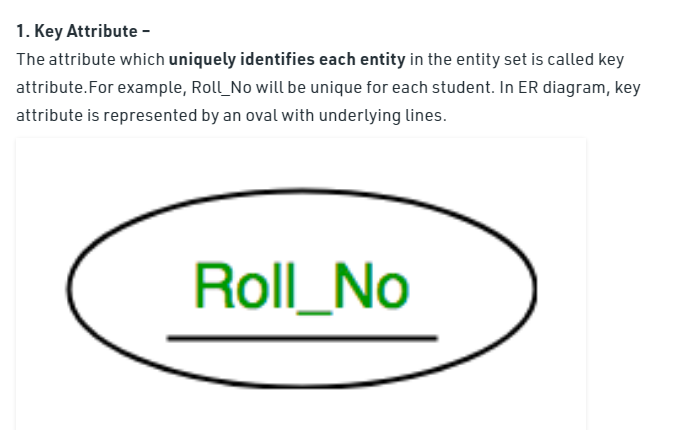 1. Key Attribute –
The attribute which uniquely identifies each entity in the entity set is called key
attribute.For example, Roll_No will be unique for each student. In ER diagram, key
attribute is represented by an oval with underlying lines.
Roll_No